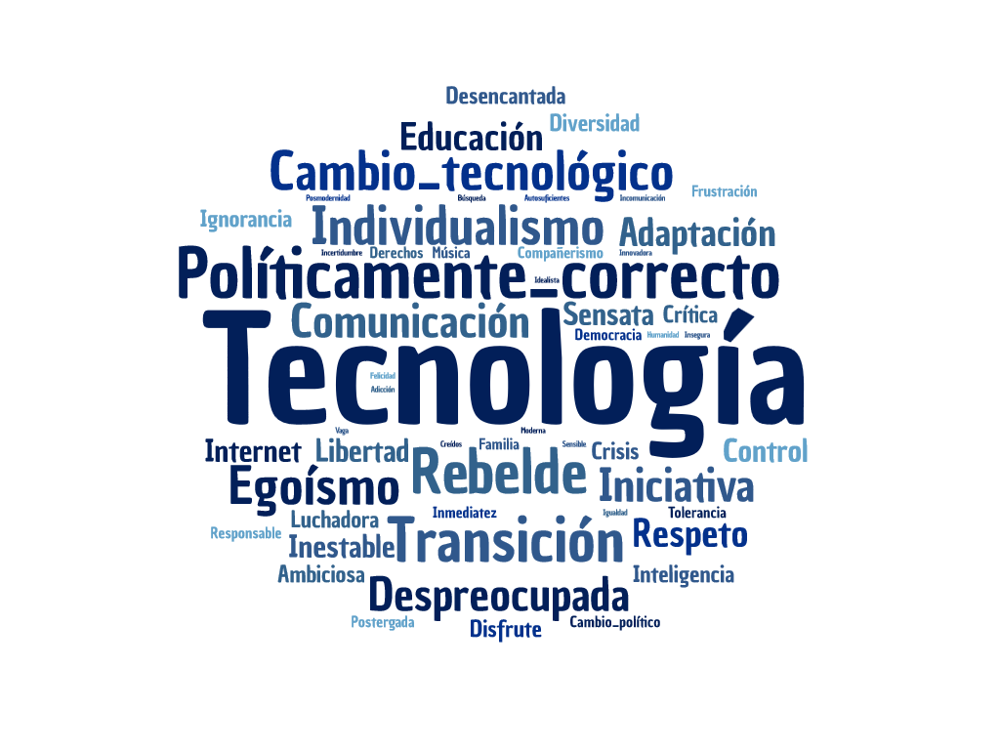 Desencantada
Diversidad
Educación
Cambio_tecnológico
Frustración
Posmodernidad
Búsqueda
Autosuficientes
Incomunicación
Ignorancia
Individualismo
Adaptación
Incertidumbre
Derechos
Música
Compañerismo
Innovadora
Políticamente_correcto
Idealista
Comunicación
Sensata
Crítica
Democracia
Humanidad
Insegura
Tecnología
Felicidad
Adicción
Vaga
Moderna
Internet
Libertad
Creídos
Familia
Sensible
Crisis
Control
Rebelde
Egoísmo
Iniciativa
Luchadora
Inmediatez
Igualdad
Tolerancia
Responsable
Inestable
Transición
Respeto
Ambiciosa
Inteligencia
Despreocupada
Postergada
Disfrute
Cambio_político